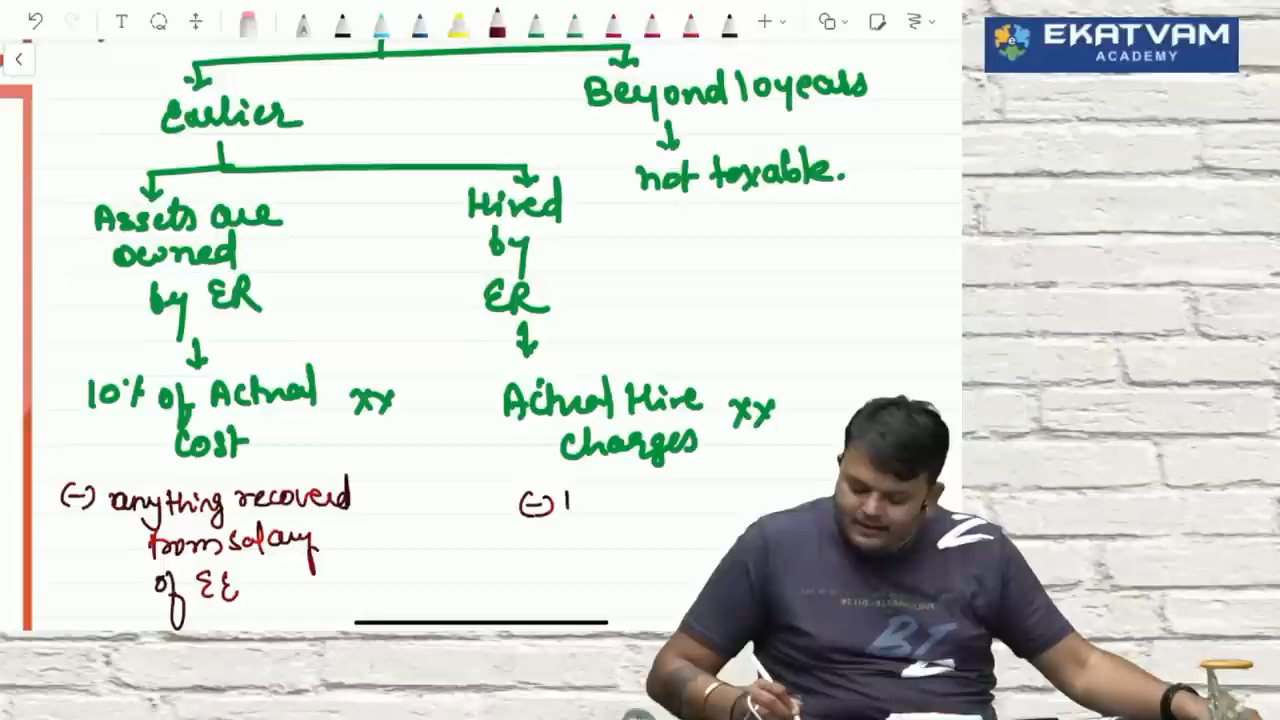 EKATVAM
ACADEMY
Earlier
Beyond 10 years
not taxable.
Assets are
owned
by ER
Hired
by
ER
10% of Actual xx
cost
Actual Hire xx
charges
(-) anything recovered
from salary
of EE
(-)